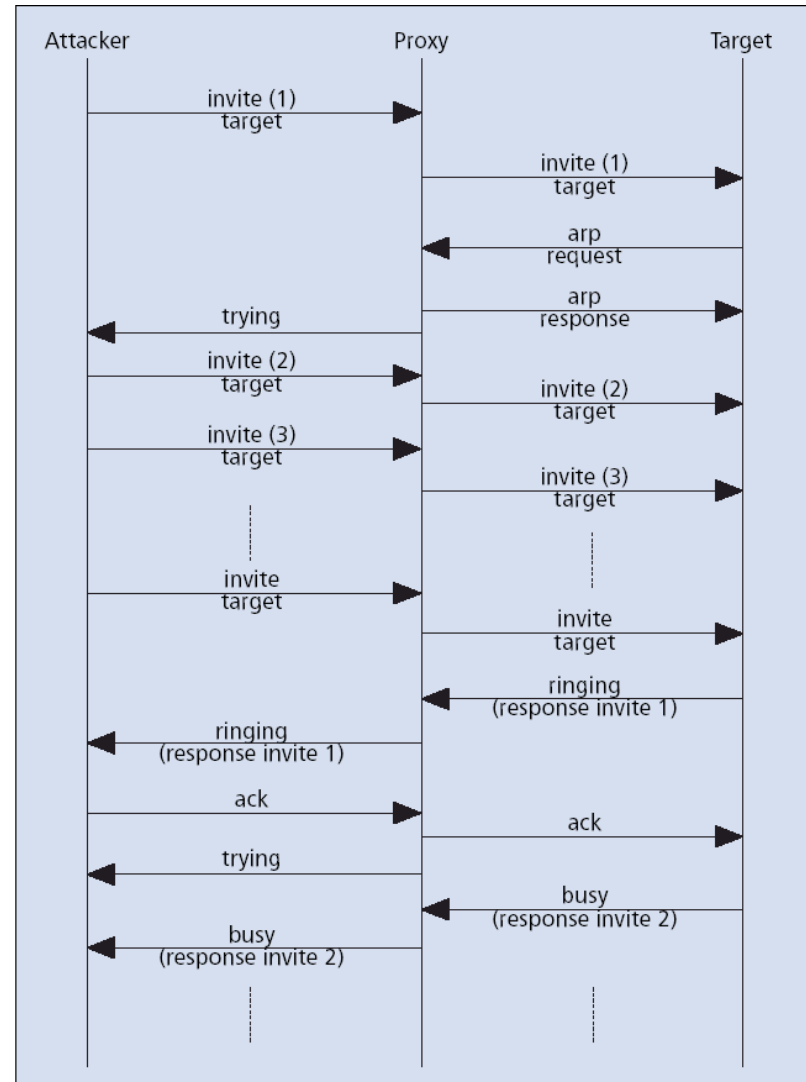 Attacker
Proxy
Target
invite (1)
target
invite (1)
target
arp
request
arp
response
trying
invite (2)
target
invite (2)
target
invite (3)
target
invite (3)
target
invite
target
invite
target
ringing
(response invite 1)
ringing
(response invite 1)
ack
ack
trying
busy
(response invite 2)
busy
(response invite 2)